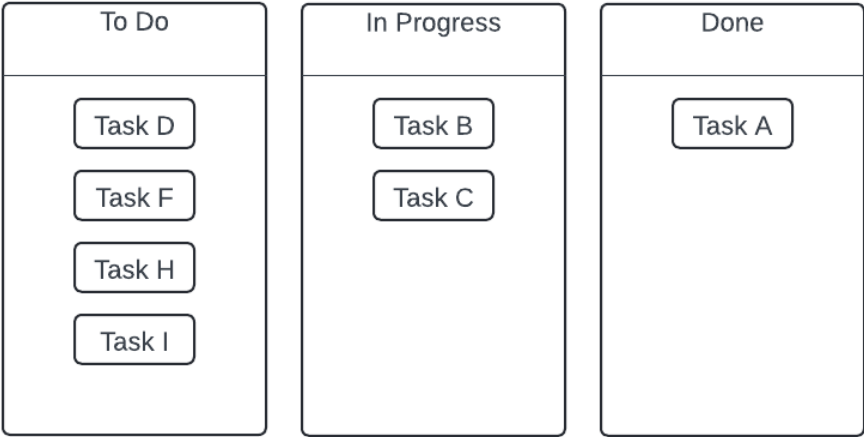 To Do
Task D
Task F
Task H
Task I
In Progress
Task B
Task C
Done
Task A